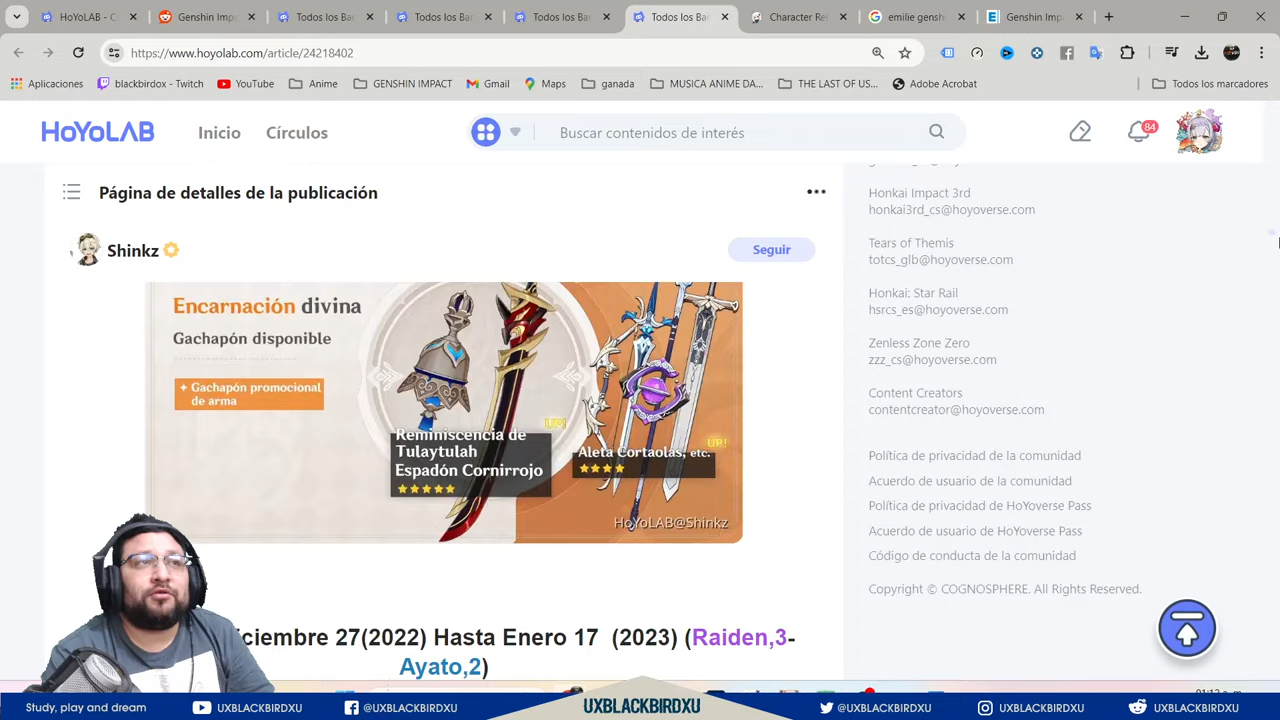 HoYoLAB - C
Genshin Imp
Todos los Ba
Todos los Ba
Todos los Ba
Todos los Ba
Character Re
emilie gensh
Genshin Imp
https://www.hoyolab.com/article/24218402
Aplicaciones
blackbirdox - Twitch
YouTube
Anime
GENSHIN IMPACT
Gmail
Maps
ganada
MUSICA ANIME DA...
THE LAST OF US...
Adobe Acrobat
Todos los marcadores
HoYoLAB
Inicio
Círculos
Buscar contenidos de interés
84
Página de detalles de la publicación
Shinkz
Seguir
Encarnación divina
Gachapón disponible
Gachapón promocional
de arma
UP!
Reminiscencia de
Tulaytulah
Espadón Cornirrojo
UP!
Aleta Cortaolas, etc.
HoYoLAB@Shinkz
iciembre 27(2022) Hasta Enero 17 (2023) (Raiden,3-
Ayato,2)
Honkai Impact 3rd
honkai3rd_cs@hoyoverse.com
Tears of Themis
totcs_glb@hoyoverse.com
Honkai: Star Rail
hsrcs_es@hoyoverse.com
Zenless Zone Zero
zzz_cs@hoyoverse.com
Content Creators
contentcreator@hoyoverse.com
Política de privacidad de la comunidad
Acuerdo de usuario de la comunidad
Política de privacidad de HoYoverse Pass
Acuerdo de usuario de HoYoverse Pass
Código de conducta de la comunidad
Copyright © COGNOSPHERE. All Rights Reserved.
Study, play and dream
UXBLACKBIRDXU
@UXBLACKBIRDXU
UXBLACKBIRDXU
@UXBLACKBIRDXU
UXBLACKBIRDXU
UXBLACKBIRDXU